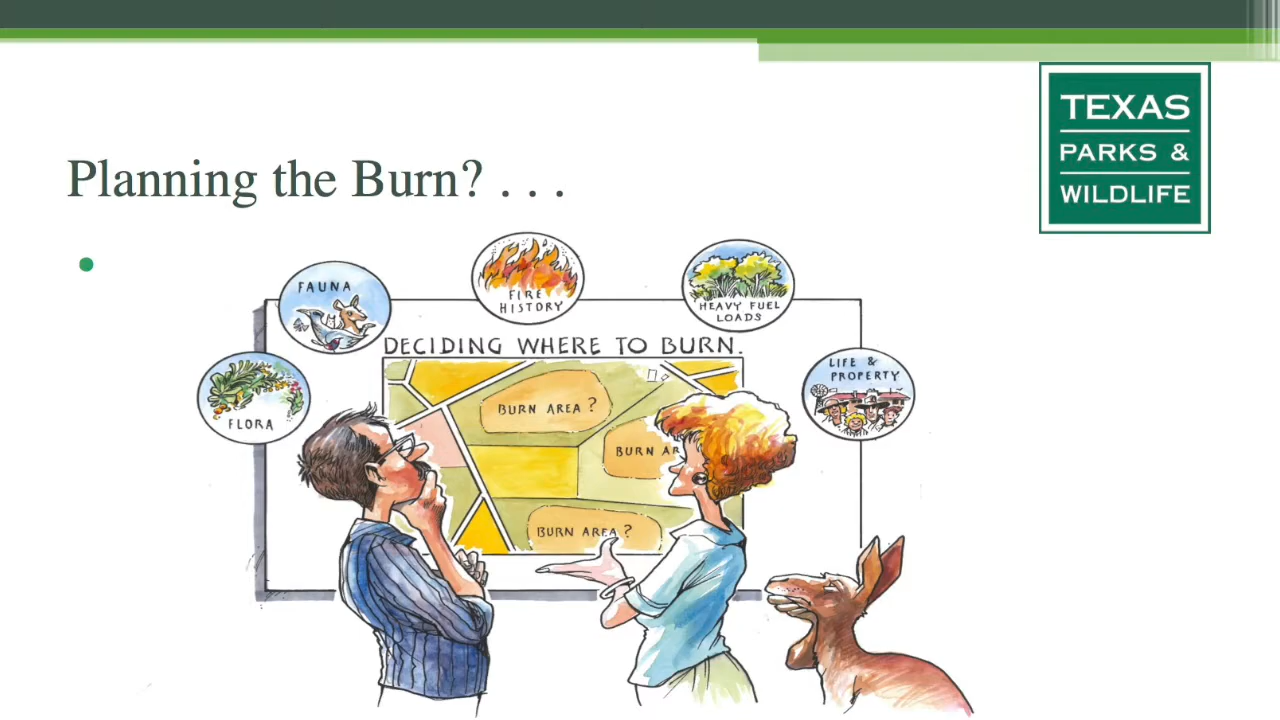 TEXAS
PARKS &
WILDLIFE
Planning the Burn? . . .
FAUNA
FIRE
HISTORY
HEAVY FUEL
LOADS
DECIDING WHERE TO BURN.
LIFE &
PROPERTY
FLORA
BURN AREA?
BURN AR
BURN AREA?